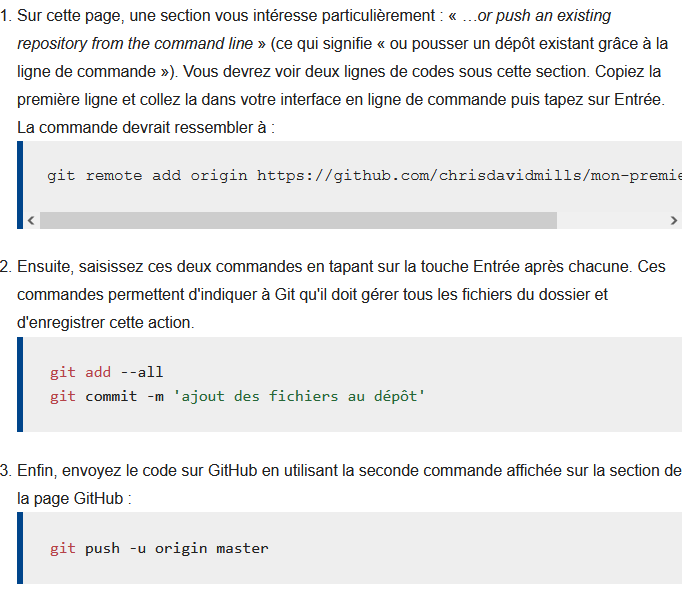 1. Sur cette page, une section vous intéresse particulièrement : « …or push an existing
repository from the command line » (ce qui signifie « ou pousser un dépôt existant grâce à la
ligne de commande »). Vous devrez voir deux lignes de codes sous cette section. Copiez la
première ligne et collez la dans votre interface en ligne de commande puis tapez sur Entrée.
La commande devrait ressembler à :
git remote add origin https://github.com/chrisdavidmills/mon-premie
2. Ensuite, saisissez ces deux commandes en tapant sur la touche Entrée après chacune. Ces
commandes permettent d'indiquer à Git qu'il doit gérer tous les fichiers du dossier et
d'enregistrer cette action.
git add --all
git commit -m 'ajout des fichiers au dépôt'
3. Enfin, envoyez le code sur GitHub en utilisant la seconde commande affichée sur la section de
la page GitHub :
git push -u origin master